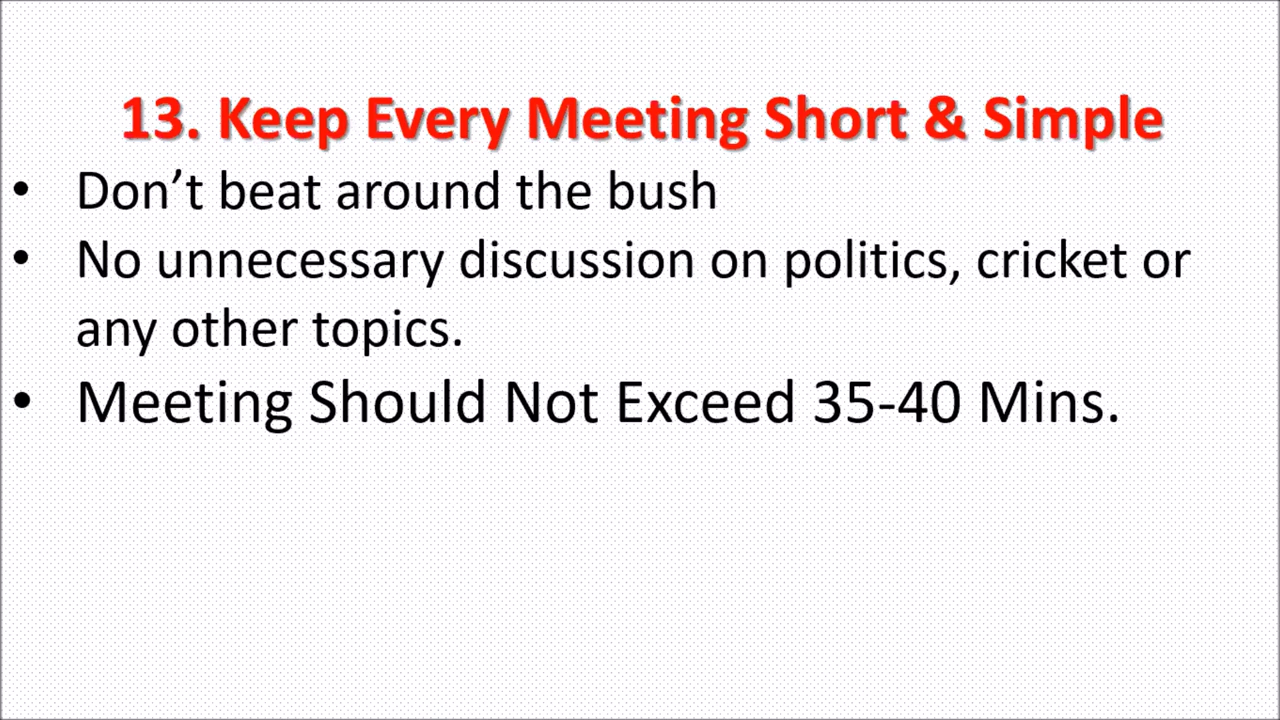 13. Keep Every Meeting Short & Simple
• Don’t beat around the bush
• No unnecessary discussion on politics, cricket or
any other topics.
• Meeting Should Not Exceed 35-40 Mins.